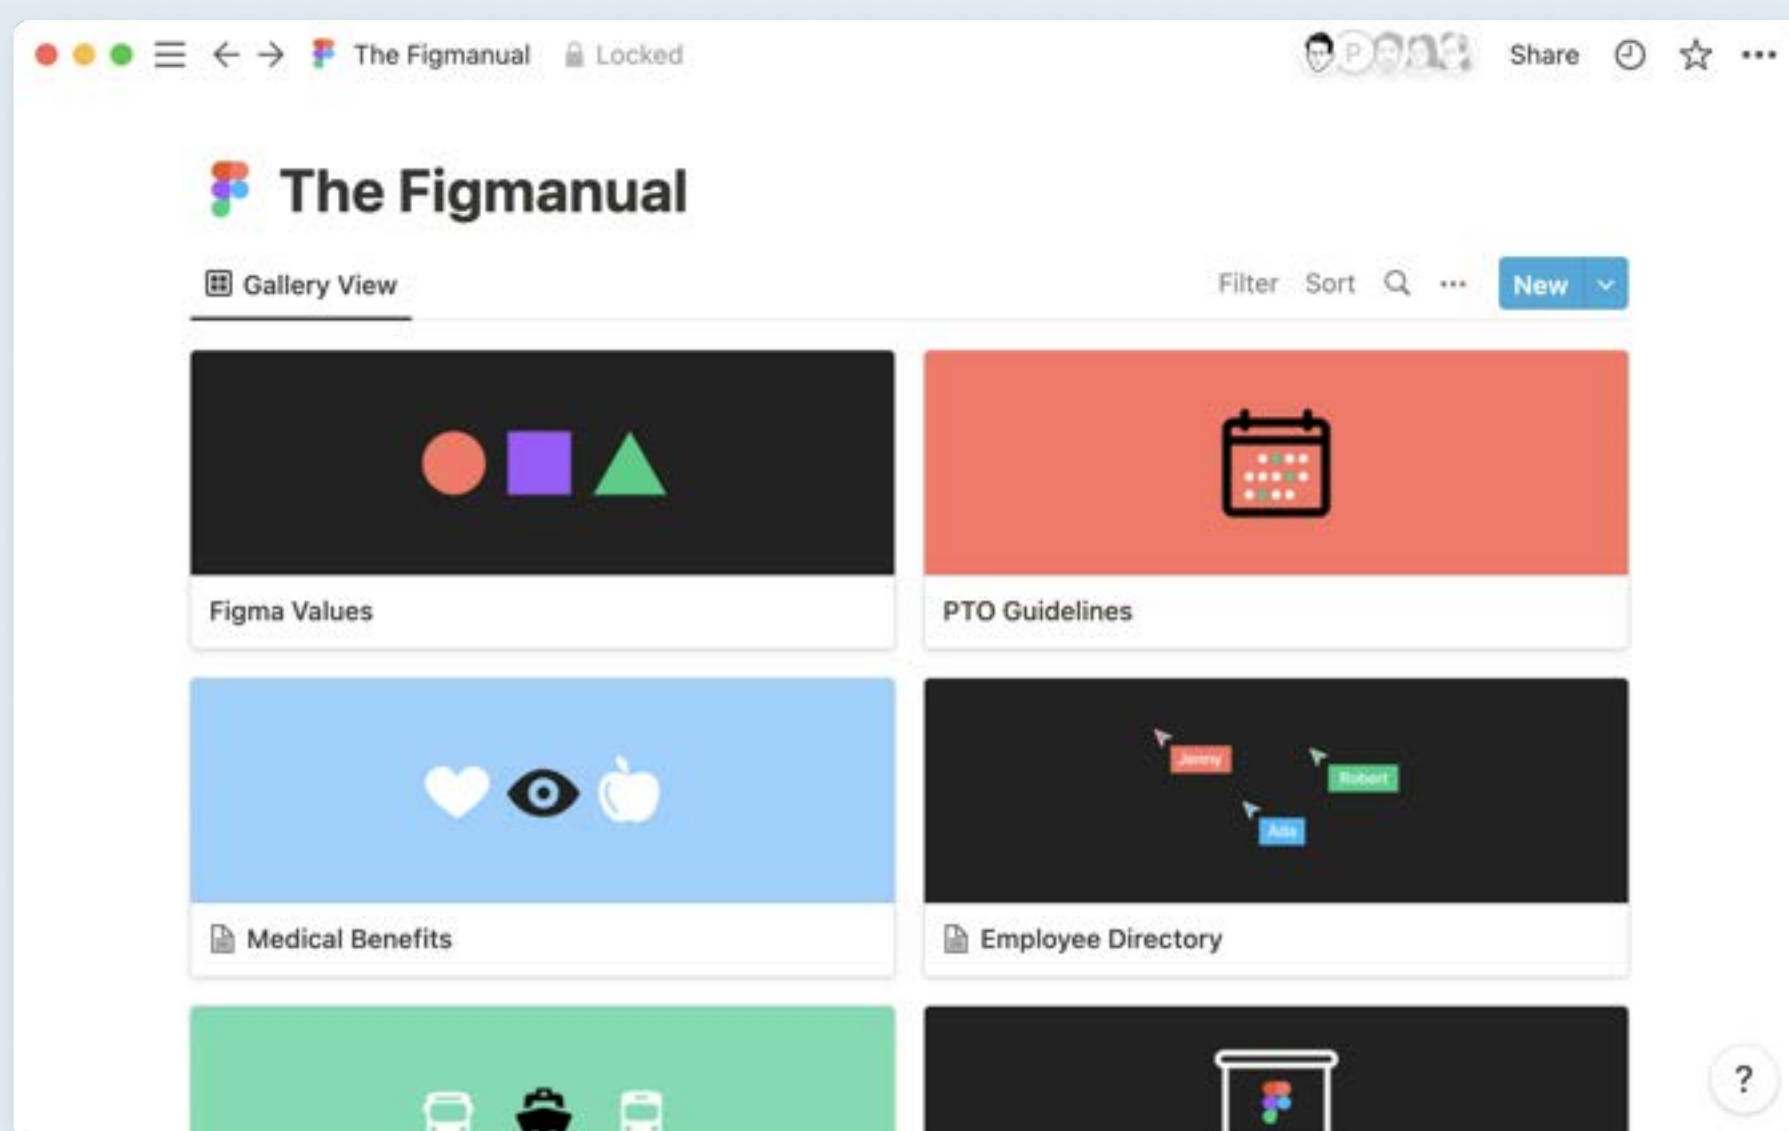 The Figmanual Locked P Share
The Figmanual
Gallery View Filter Sort New
Figma Values PTO Guidelines
Jenny
Robert
Ada
Medical Benefits Employee Directory
?